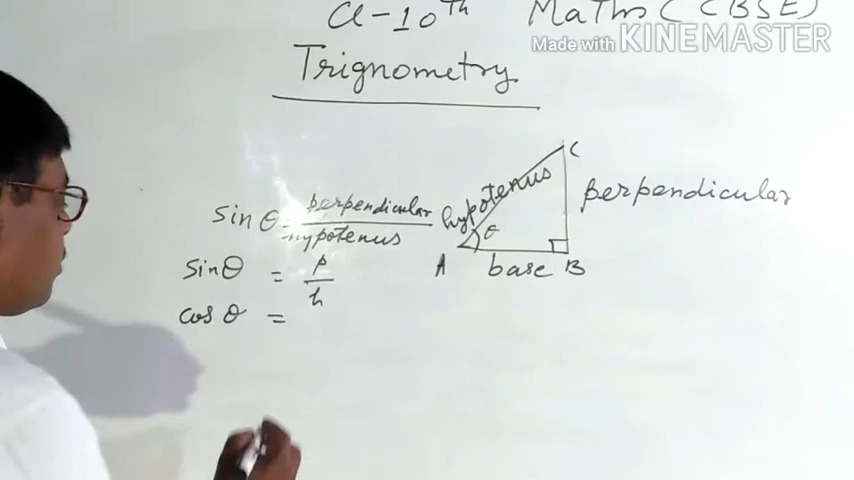 Cl-10th Maths (CBSE)
Made with KINEMASTER
Trignometry
sin θ = perpendicular
hypotenus
sin θ = p
h
cos θ =
C
hypotenus
perpendicular
θ
A base B